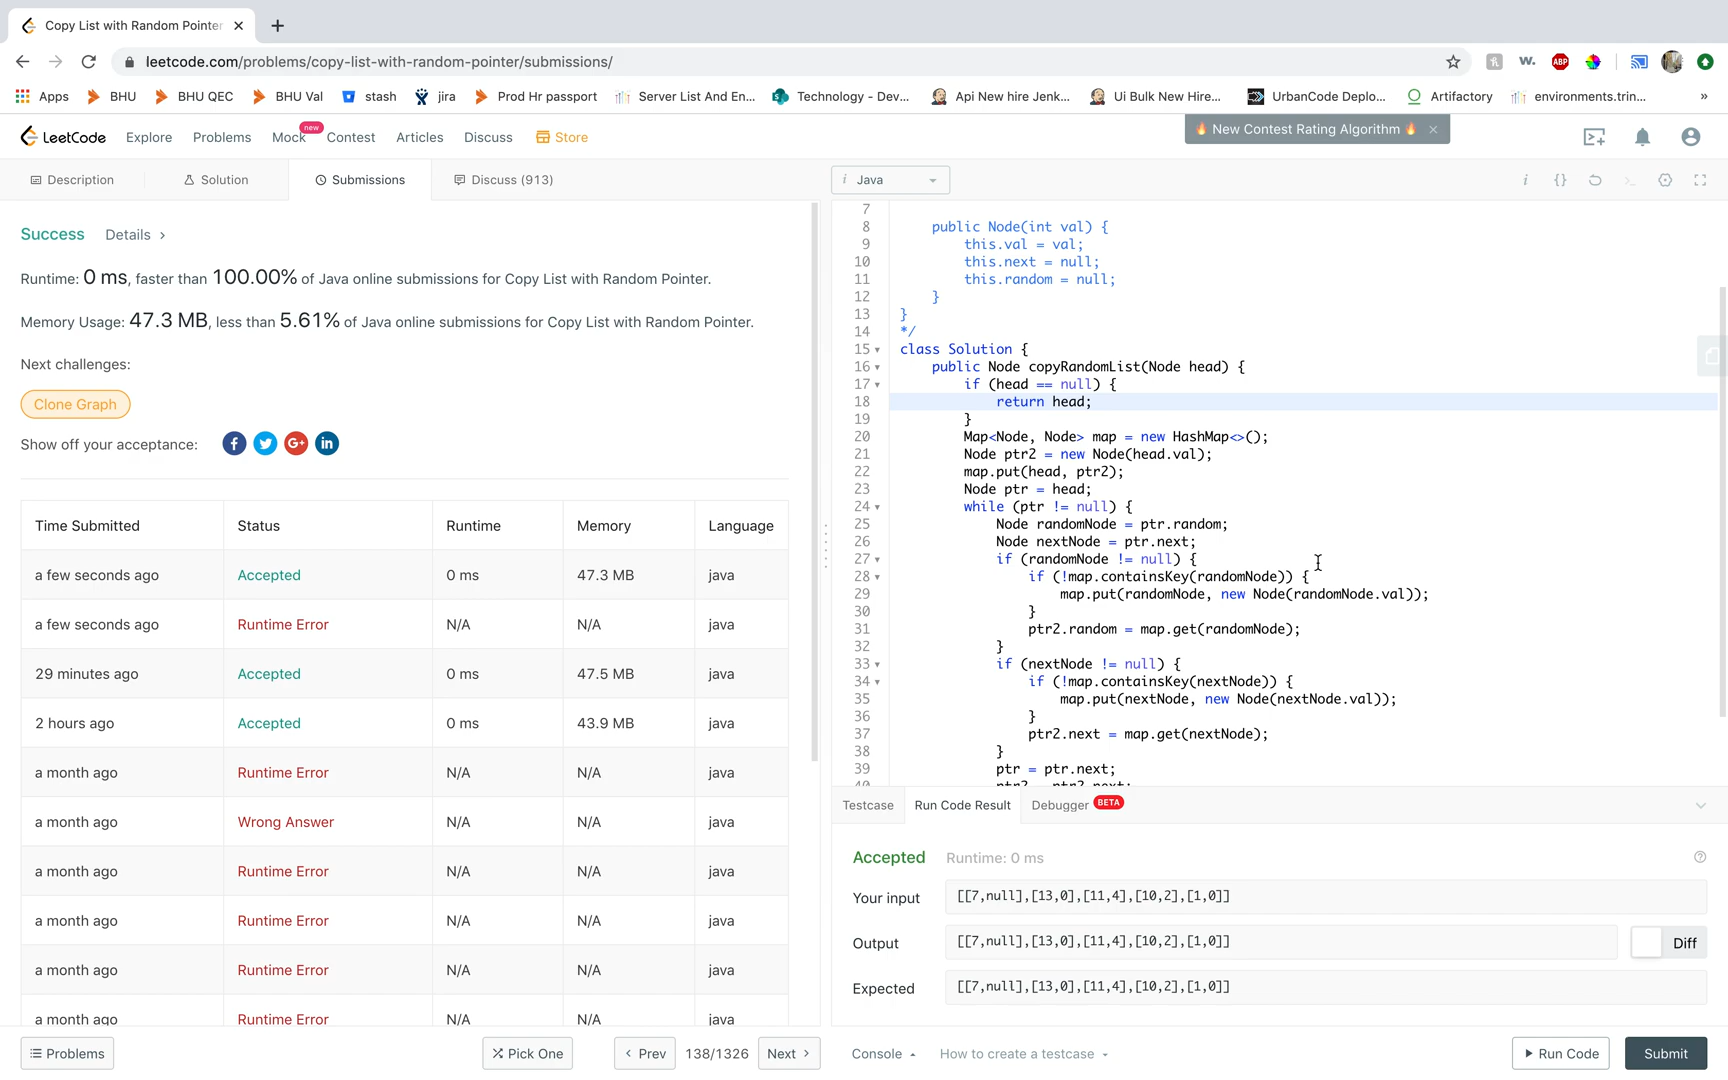 Copy List with Random Pointer
leetcode.com/problems/copy-list-with-random-pointer/submissions/
ABP
Apps BHU BHU QEC BHU Val stash jira Prod Hr passport Server List And En... Technology - Dev... Api New hire Jenk... Ui Bulk New Hire... UrbanCode Deplo... Artifactory environments.trin... »
LeetCode Explore Problems Mock new Contest Articles Discuss Store
New Contest Rating Algorithm
Description Solution Submissions Discuss (913)
i Java
Success Details >
Runtime: 0 ms, faster than 100.00% of Java online submissions for Copy List with Random Pointer.
Memory Usage: 47.3 MB, less than 5.61% of Java online submissions for Copy List with Random Pointer.
Next challenges:
Clone Graph
Show off your acceptance:
Time Submitted Status Runtime Memory Language
a few seconds ago Accepted 0 ms 47.3 MB java
a few seconds ago Runtime Error N/A N/A java
29 minutes ago Accepted 0 ms 47.5 MB java
2 hours ago Accepted 0 ms 43.9 MB java
a month ago Runtime Error N/A N/A java
a month ago Wrong Answer N/A N/A java
a month ago Runtime Error N/A N/A java
a month ago Runtime Error N/A N/A java
a month ago Runtime Error N/A N/A java
a month ago Runtime Error N/A N/A java
7
8 public Node(int val) {
9 this.val = val;
10 this.next = null;
11 this.random = null;
12 }
13 }
14 */
15 class Solution {
16 public Node copyRandomList(Node head) {
17 if (head == null) {
18 return head;
19 }
20 Map<Node, Node> map = new HashMap<>();
21 Node ptr2 = new Node(head.val);
22 map.put(head, ptr2);
23 Node ptr = head;
24 while (ptr != null) {
25 Node randomNode = ptr.random;
26 Node nextNode = ptr.next;
27 if (randomNode != null) {
28 if (!map.containsKey(randomNode)) {
29 map.put(randomNode, new Node(randomNode.val));
30 }
31 ptr2.random = map.get(randomNode);
32 }
33 if (nextNode != null) {
34 if (!map.containsKey(nextNode)) {
35 map.put(nextNode, new Node(nextNode.val));
36 }
37 ptr2.next = map.get(nextNode);
38 }
39 ptr = ptr.next;
40 ptr2 = ptr2.next;
Testcase Run Code Result Debugger BETA
Accepted Runtime: 0 ms
Your input [[7,null],[13,0],[11,4],[10,2],[1,0]]
Output [[7,null],[13,0],[11,4],[10,2],[1,0]] Diff
Expected [[7,null],[13,0],[11,4],[10,2],[1,0]]
Problems Pick One < Prev 138/1326 Next > Console How to create a testcase Run Code Submit